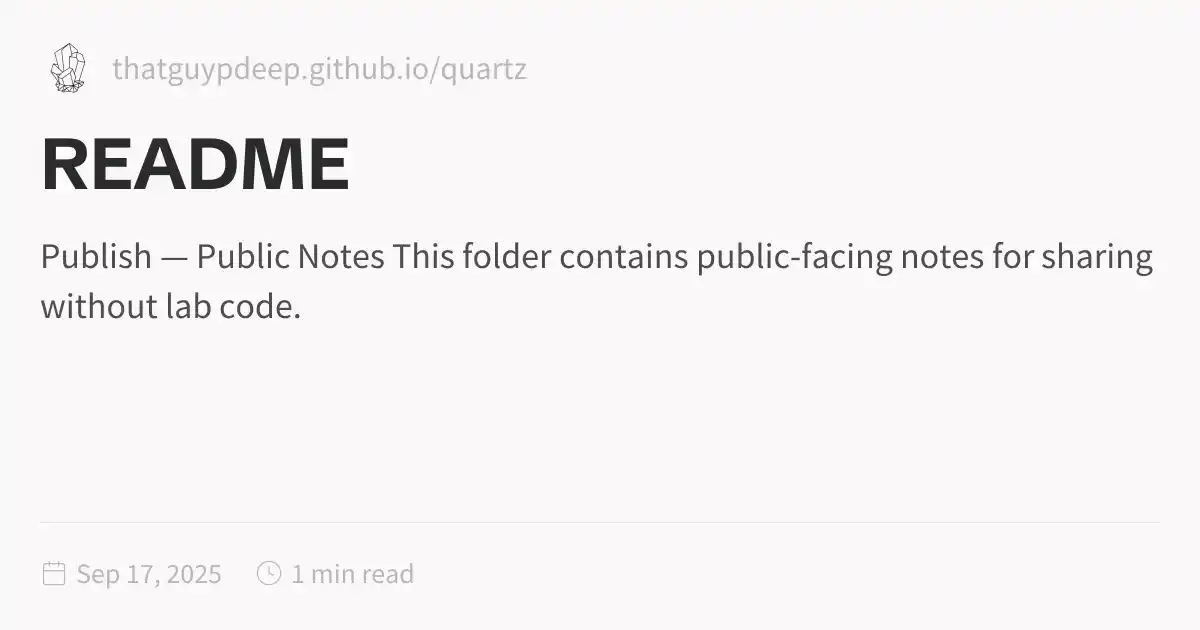 thatguypdeep.github.io/quartz
README
Publish — Public Notes This folder contains public-facing notes for sharing
without lab code.
Sep 17, 2025 1 min read